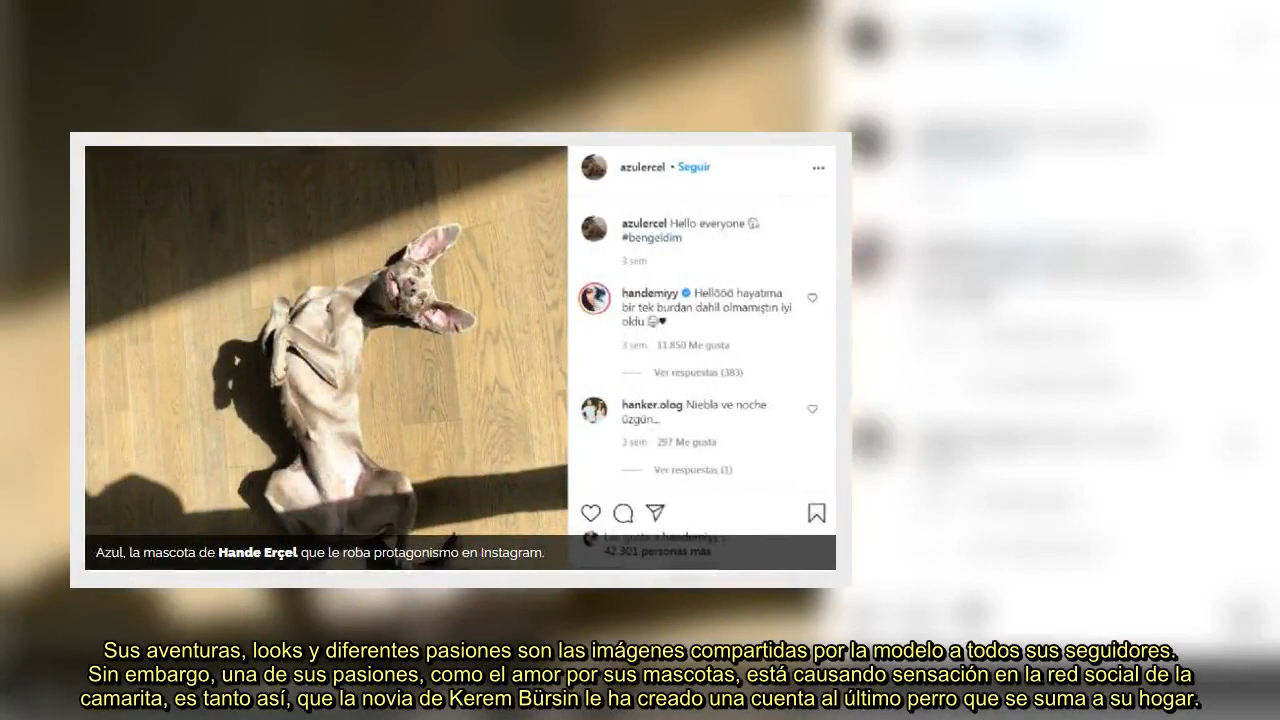 azulercel • Seguir
azulercel Hello everyone
#bengeldim
3 sem
handemiyy Hellööö hayatıma
bir tek burdan dahil olmamıştın iyi
oldu
3 sem 11.850 Me gusta
Ver respuestas (383)
hanker.olog Niebla ve noche
üzgün...
3 sem 297 Me gusta
Ver respuestas (1)
Les gusta a handemiyy y
42.301 personas más
Azul, la mascota de Hande Erçel que le roba protagonismo en Instagram.
Sus aventuras, looks y diferentes pasiones son las imágenes compartidas por la modelo a todos sus seguidores.
Sin embargo, una de sus pasiones, como el amor por sus mascotas, está causando sensación en la red social de la
camarita, es tanto así, que la novia de Kerem Bürsin le ha creado una cuenta al último perro que se suma a su hogar.